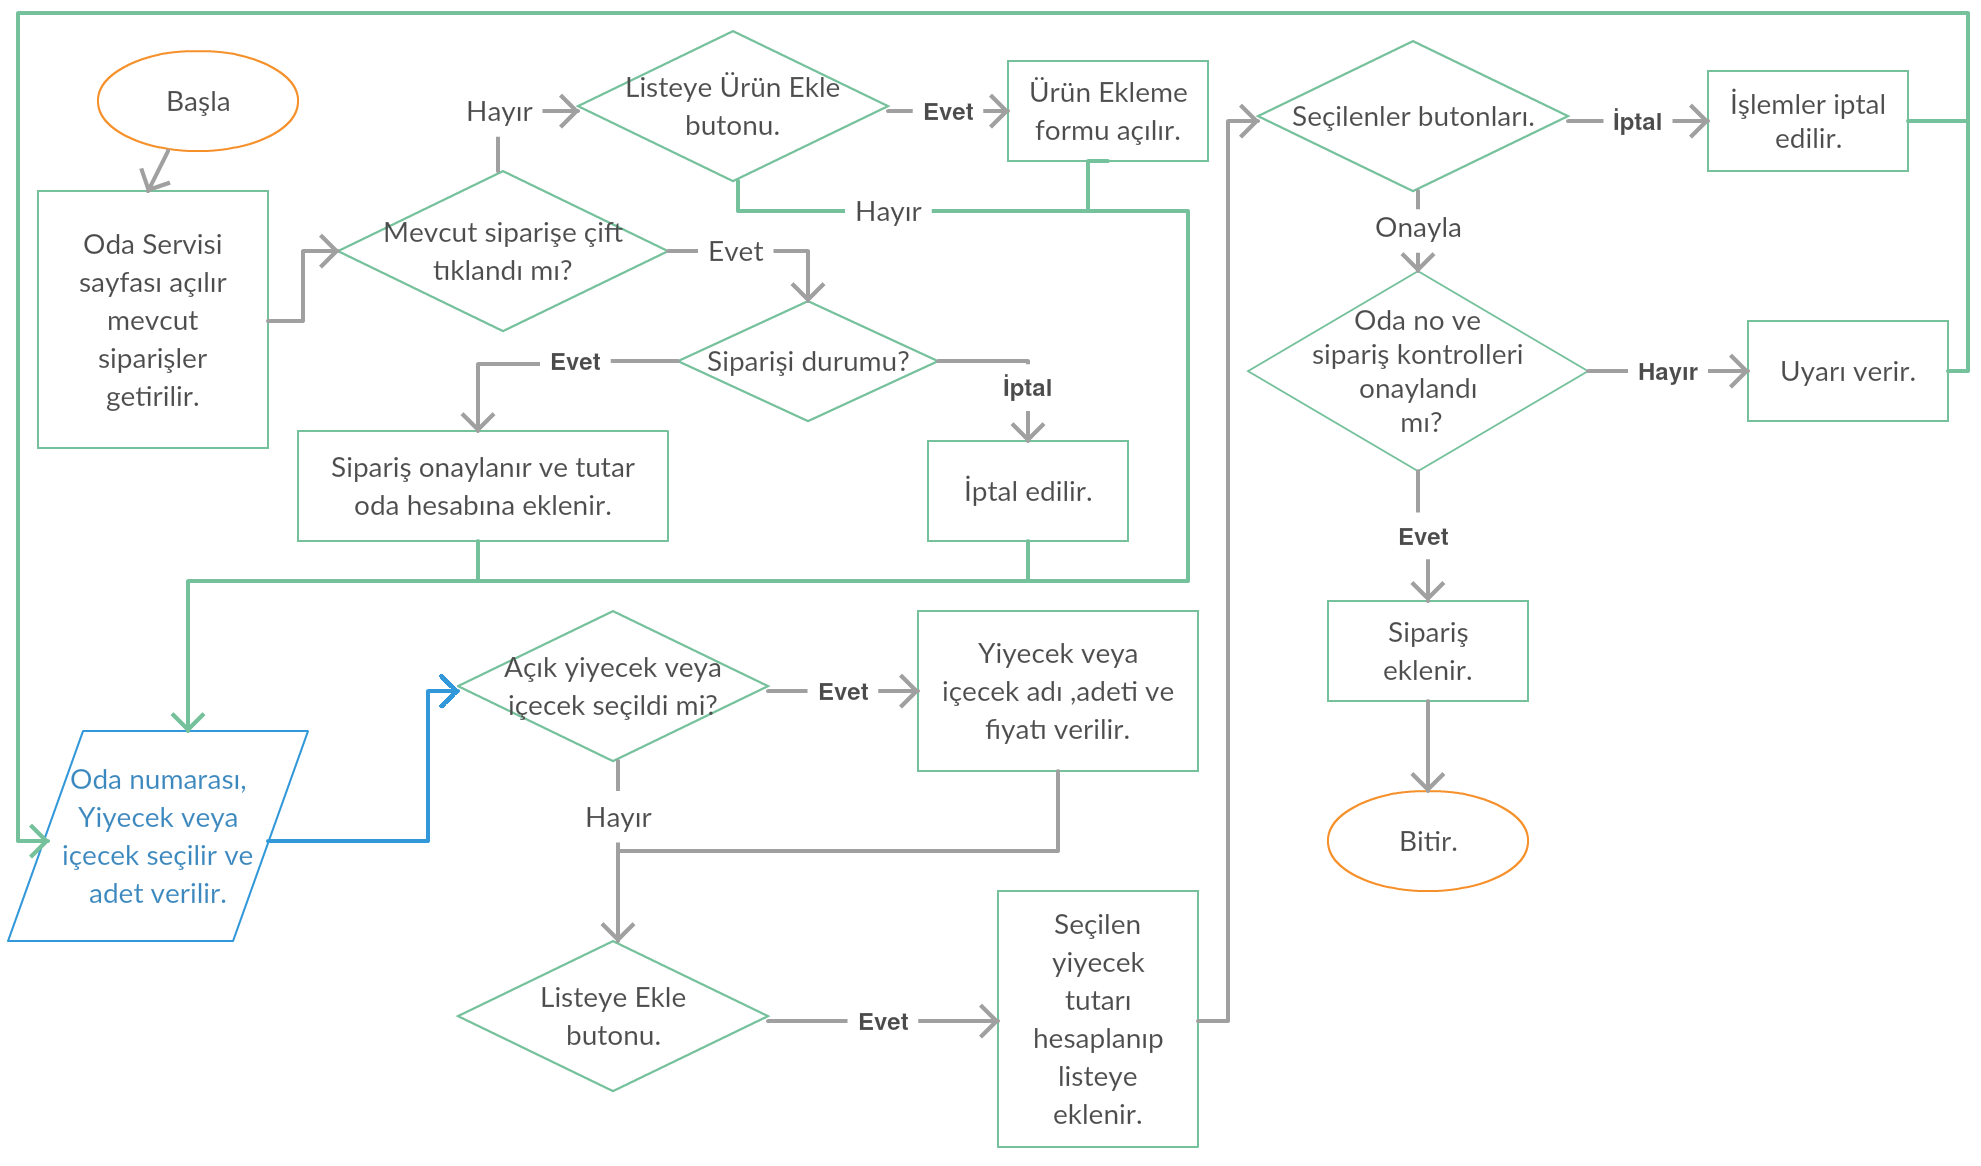 Başla
Oda Servisi
sayfası açılır
mevcut
siparişler
getirilir.
Mevcut siparişe çift
tıklandı mı?
Hayır
Listeye Ürün Ekle
butonu.
Evet
Ürün Ekleme
formu açılır.
Hayır
Evet
Siparişi durumu?
Evet
İptal
Sipariş onaylanır ve tutar
oda hesabına eklenir.
İptal edilir.
Oda numarası,
Yiyecek veya
içecek seçilir ve
adet verilir.
Açık yiyecek veya
içecek seçildi mi?
Evet
Yiyecek veya
içecek adı ,adeti ve
fiyatı verilir.
Hayır
Listeye Ekle
butonu.
Evet
Seçilen
yiyecek
tutarı
hesaplanıp
listeye
eklenir.
Seçilenler butonları.
İptal
İşlemler iptal
edilir.
Onayla
Oda no ve
sipariş kontrolleri
onaylandı
mı?
Hayır
Uyarı verir.
Evet
Sipariş
eklenir.
Bitir.